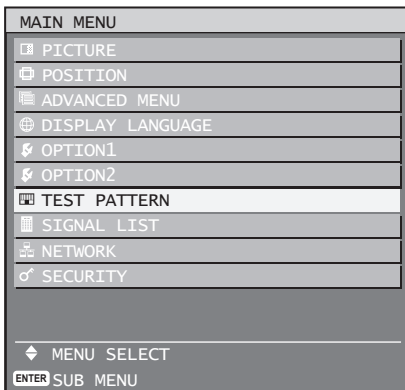 MAIN MENU
PICTURE
POSITION
ADVANCED MENU
DISPLAY LANGUAGE
OPTION1
OPTION2
TEST PATTERN
SIGNAL LIST
NETWORK
SECURITY
MENU SELECT
ENTER SUB MENU